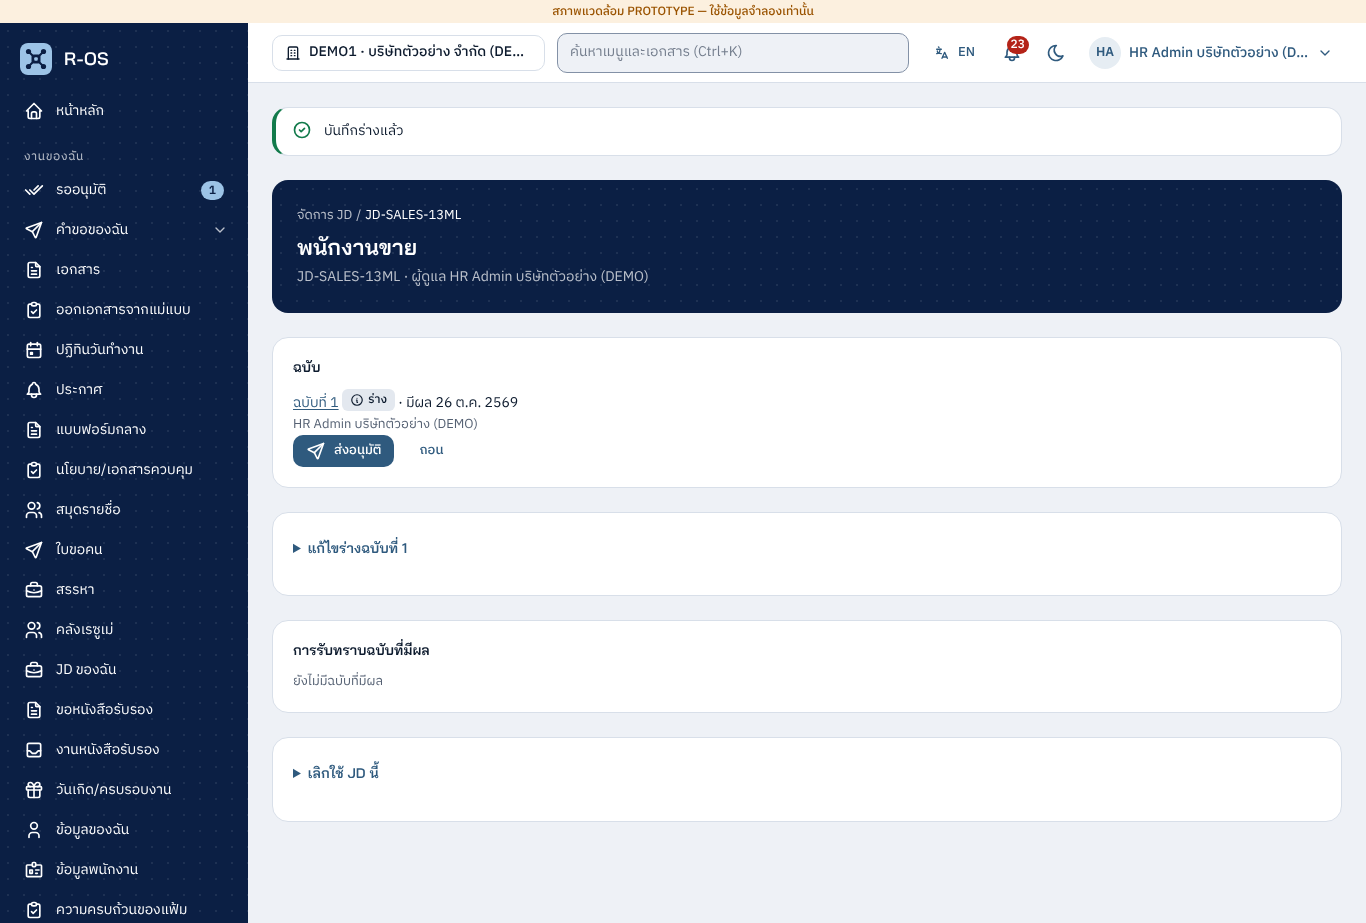 สภาพแวดล้อม PROTOTYPE — ใช้ข้อมูลจำลองเท่านั้น
R-OS
DEMO1 · บริษัทตัวอย่าง จำกัด (DE...
ค้นหาเมนูและเอกสาร (Ctrl+K)
EN
23
HA
HR Admin บริษัทตัวอย่าง (D...
หน้าหลัก
งานของฉัน
รออนุมัติ 1
คำขอของฉัน
เอกสาร
ออกเอกสารจากแม่แบบ
ปฏิทินวันทำงาน
ประกาศ
แบบฟอร์มกลาง
นโยบาย/เอกสารควบคุม
สมุดรายชื่อ
ใบขอคน
สรรหา
คลังเรซูเม่
JD ของฉัน
ขอหนังสือรับรอง
งานหนังสือรับรอง
วันเกิด/ครบรอบงาน
ข้อมูลของฉัน
ข้อมูลพนักงาน
ความครบถ้วนของแฟ้ม
บันทึกร่างแล้ว
จัดการ JD / JD-SALES-13ML
พนักงานขาย
JD-SALES-13ML · ผู้ดูแล HR Admin บริษัทตัวอย่าง (DEMO)
ฉบับ
ฉบับที่ 1 ร่าง · มีผล 26 ต.ค. 2569
HR Admin บริษัทตัวอย่าง (DEMO)
ส่งอนุมัติ ถอน
แก้ไขร่างฉบับที่ 1
การรับทราบฉบับที่มีผล
ยังไม่มีฉบับที่มีผล
เลิกใช้ JD นี้